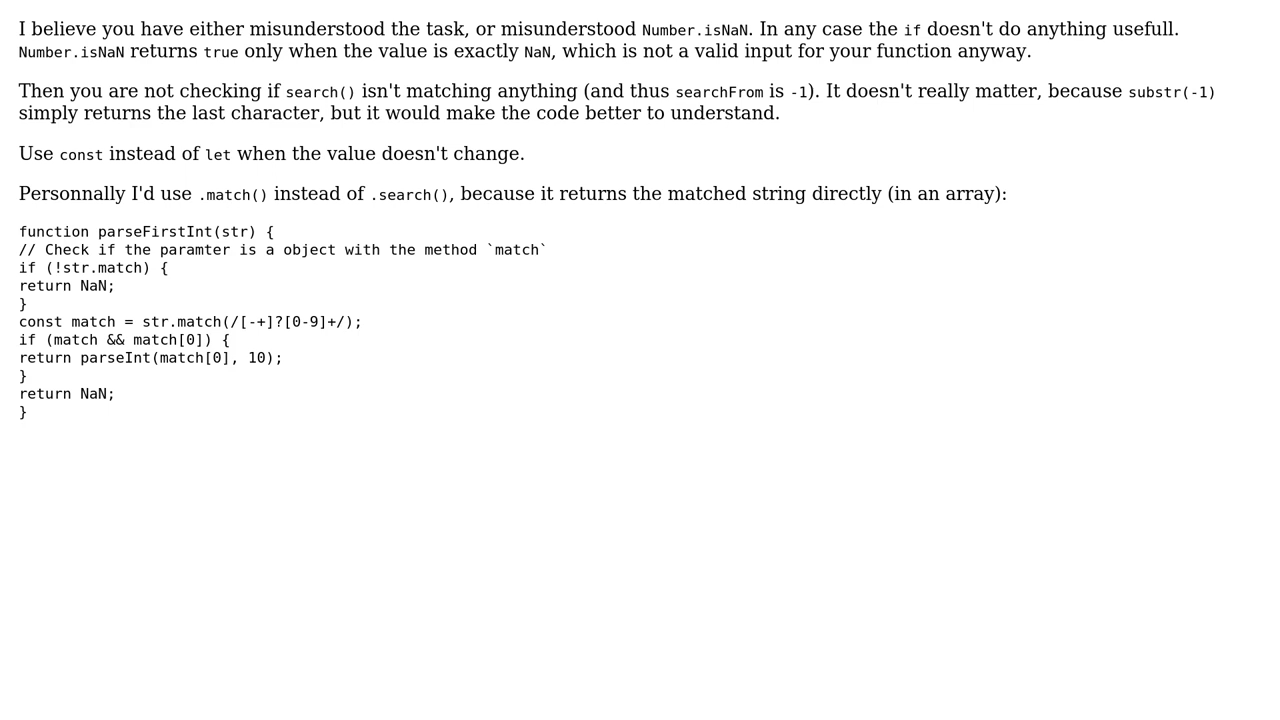 I believe you have either misunderstood the task, or misunderstood Number.isNaN. In any case the if doesn't do anything usefull.
Number.isNaN returns true only when the value is exactly NaN, which is not a valid input for your function anyway.
Then you are not checking if search() isn't matching anything (and thus searchFrom is -1). It doesn't really matter, because substr(-1)
simply returns the last character, but it would make the code better to understand.
Use const instead of let when the value doesn't change.
Personnally I'd use .match() instead of .search(), because it returns the matched string directly (in an array):
function parseFirstInt(str) {
// Check if the paramter is a object with the method `match`
if (!str.match) {
return NaN;
}
const match = str.match(/[-+]?[0-9]+/);
if (match && match[0]) {
return parseInt(match[0], 10);
}
return NaN;
}